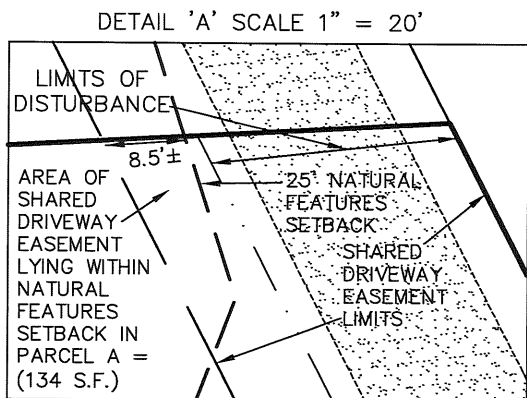 DETAIL 'A' SCALE 1" = 20'
LIMITS OF
DISTURBANCE
8.5'±
AREA OF
SHARED
DRIVEWAY
EASEMENT
LYING WITHIN
NATURAL
FEATURES
SETBACK IN
PARCEL A =
(134 S.F.)
25' NATURAL
FEATURES
SETBACK
SHARED
DRIVEWAY
EASEMENT
LIMITS